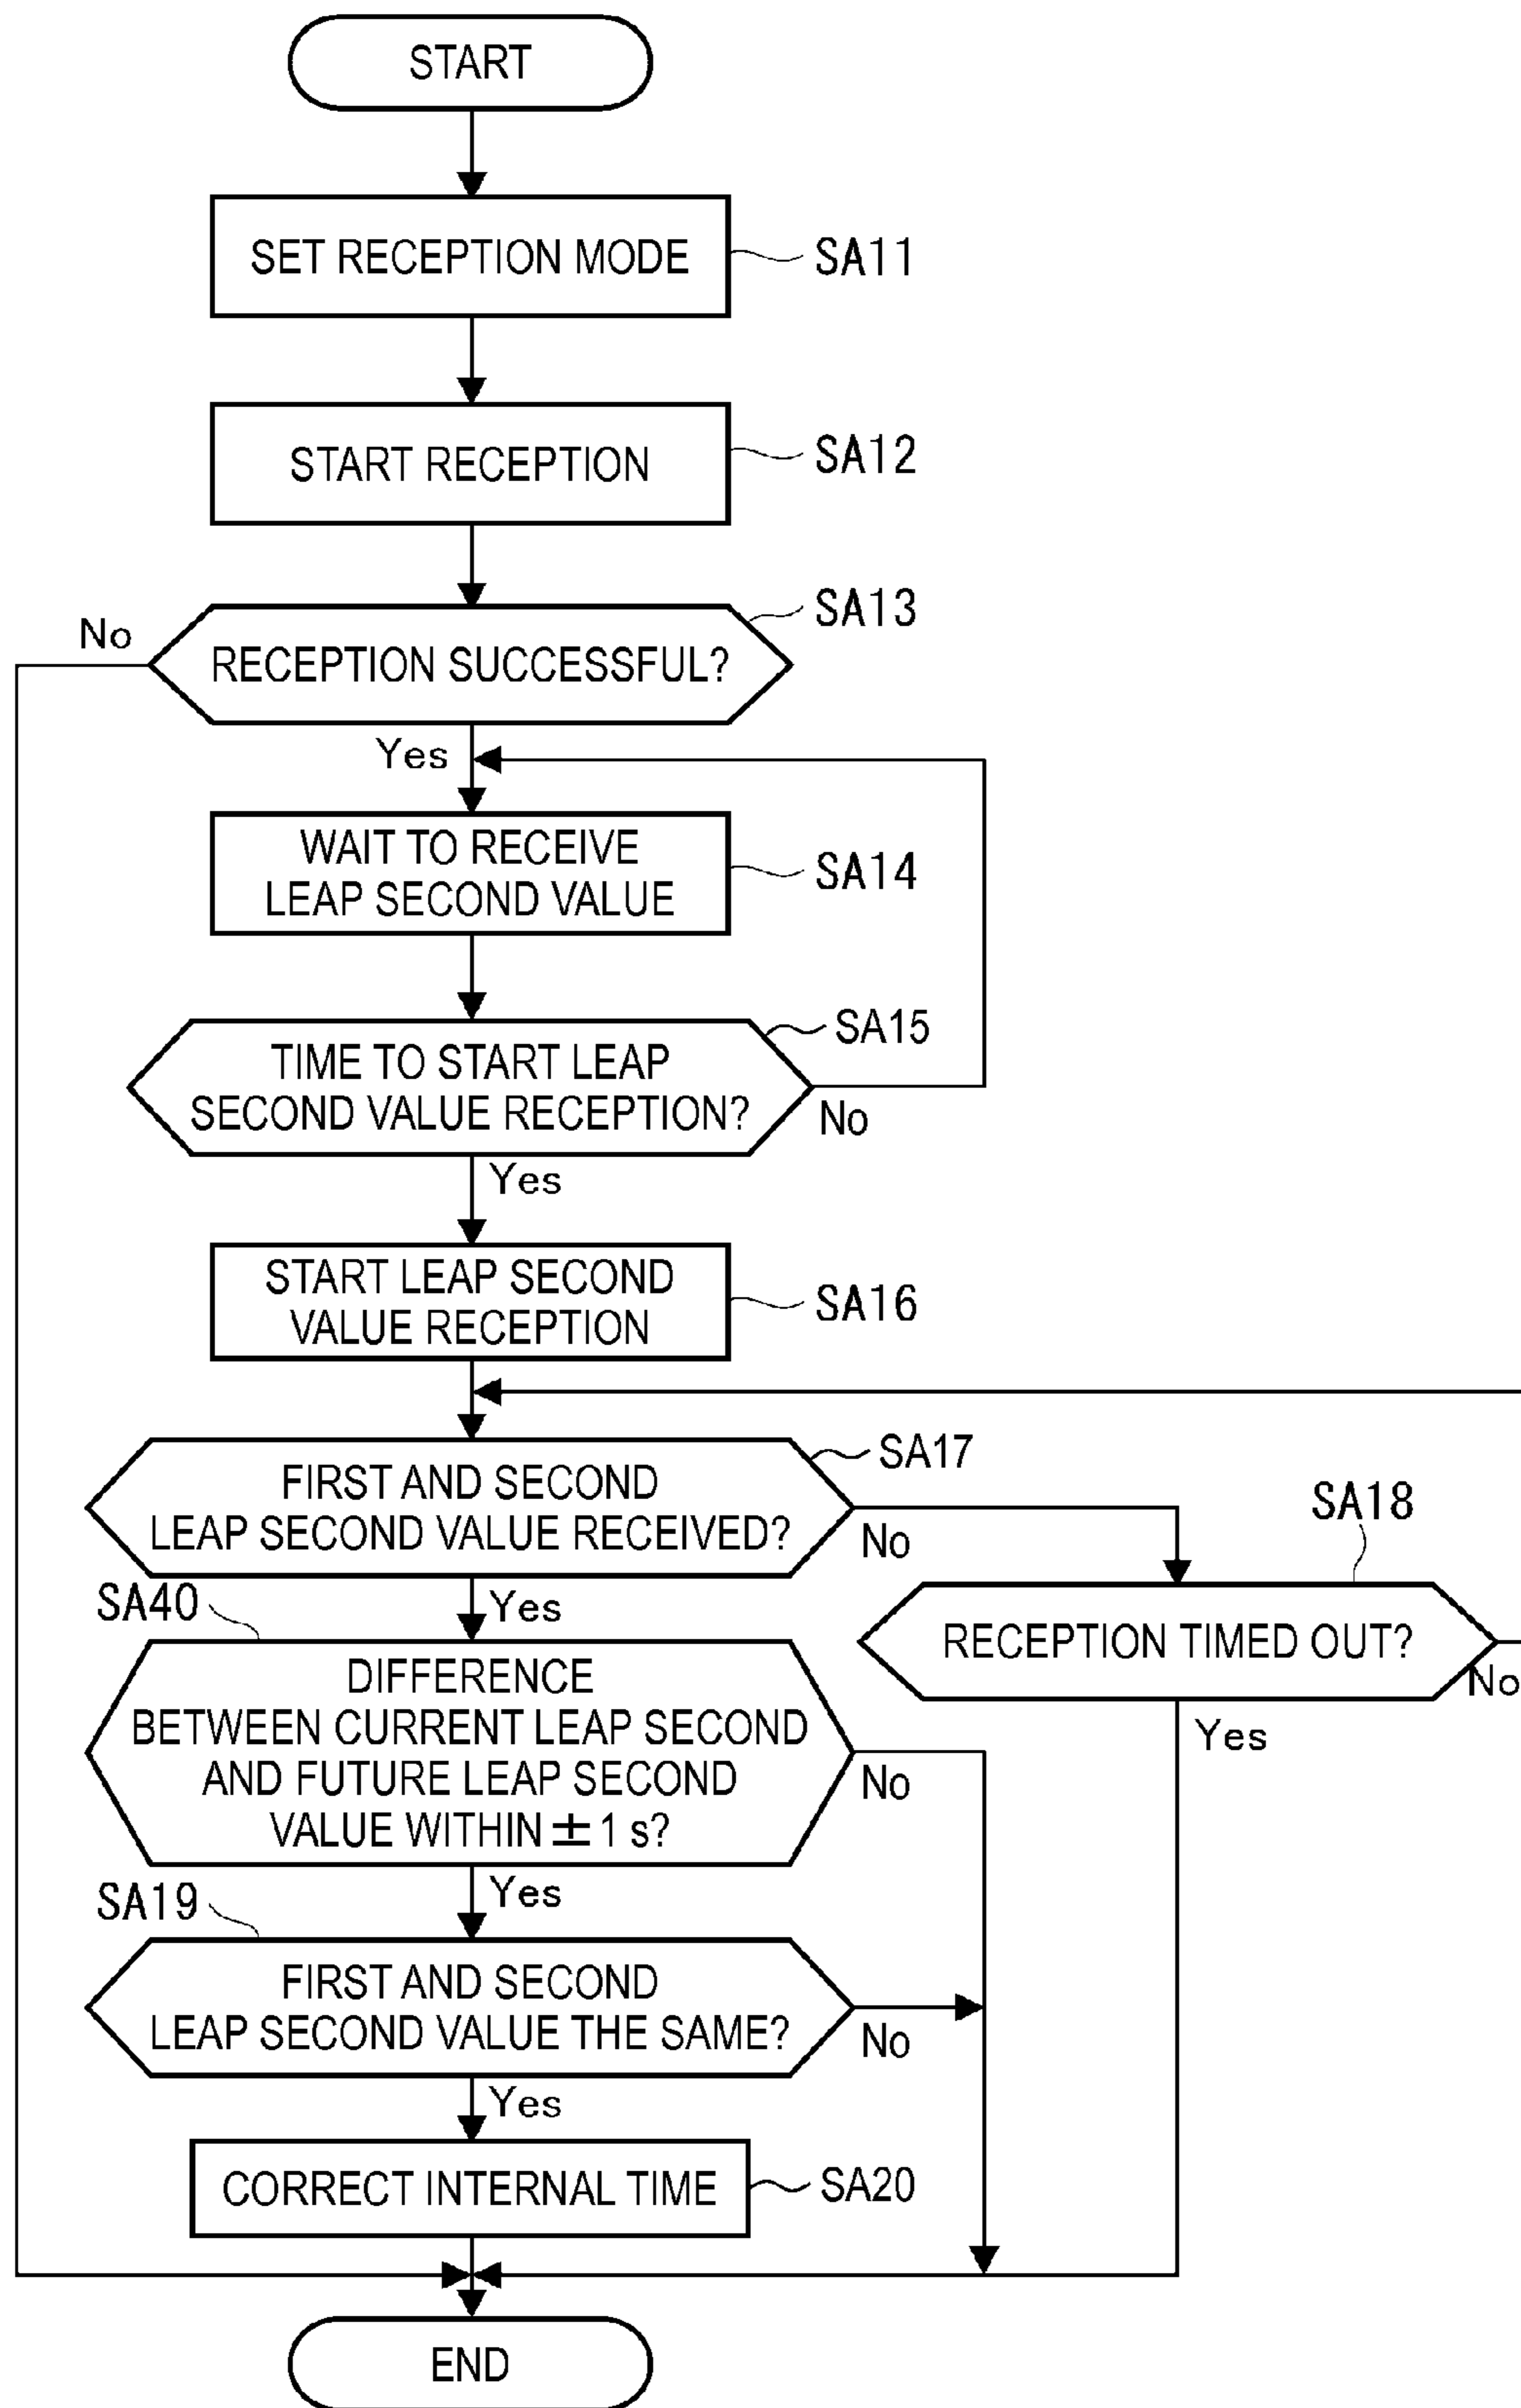 START
SET RECEPTION MODE
SA11
START RECEPTION
SA12
SA13
No
RECEPTION SUCCESSFUL?
Yes
WAIT TO RECEIVE
LEAP SECOND VALUE
SA14
SA15
TIME TO START LEAP
SECOND VALUE RECEPTION?
No
Yes
START LEAP SECOND
VALUE RECEPTION
SA16
SA17
FIRST AND SECOND
LEAP SECOND VALUE RECEIVED?
No
SA18
Yes
RECEPTION TIMED OUT?
No
Yes
SA40
DIFFERENCE
BETWEEN CURRENT LEAP SECOND
AND FUTURE LEAP SECOND
VALUE WITHIN ±1 s?
No
Yes
SA19
FIRST AND SECOND
LEAP SECOND VALUE THE SAME?
No
Yes
CORRECT INTERNAL TIME
SA20
END